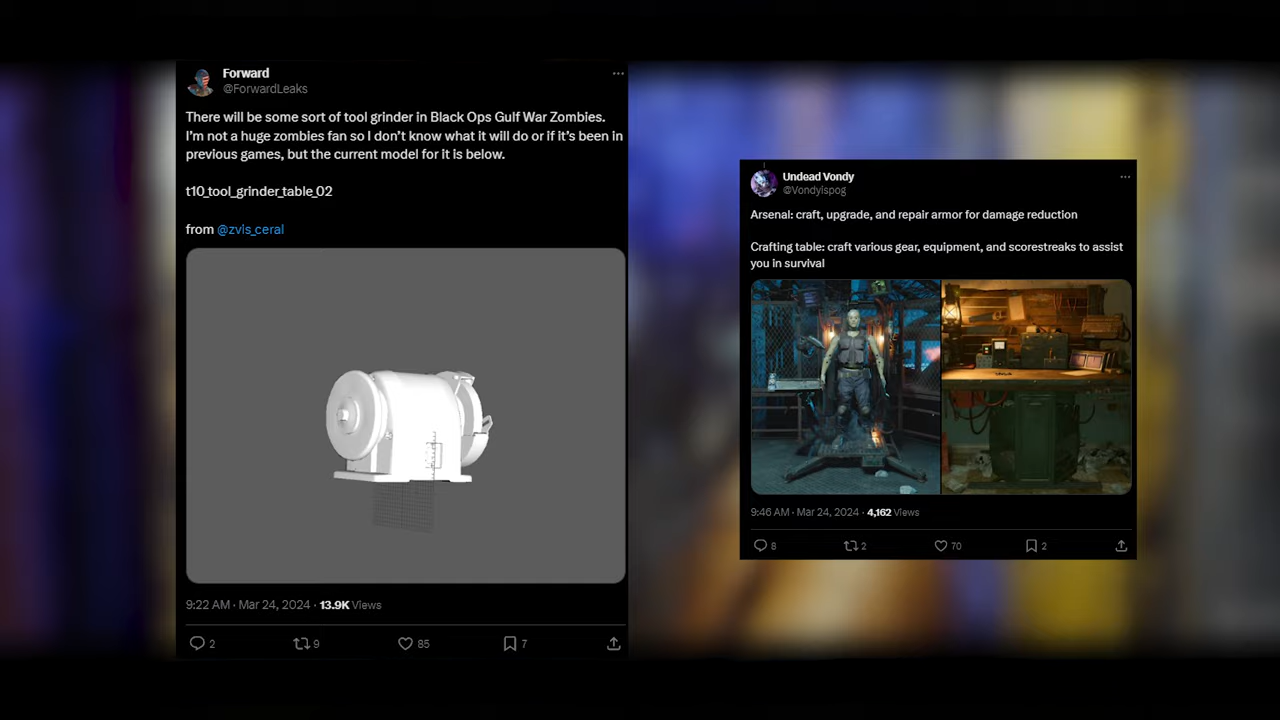 Forward
@ForwardLeaks
There will be some sort of tool grinder in Black Ops Gulf War Zombies.
I'm not a huge zombies fan so I don't know what it will do or if it's been in
previous games, but the current model for it is below.
t10_tool_grinder_table_02
from @zvis_ceral
9:22 AM · Mar 24, 2024 · 13.9K Views
2 9 85 7
Undead Vondy
@Vondyispog
Arsenal: craft, upgrade, and repair armor for damage reduction
Crafting table: craft various gear, equipment, and scorestreaks to assist
you in survival
9:46 AM · Mar 24, 2024 · 4,162 Views
8 2 70 2